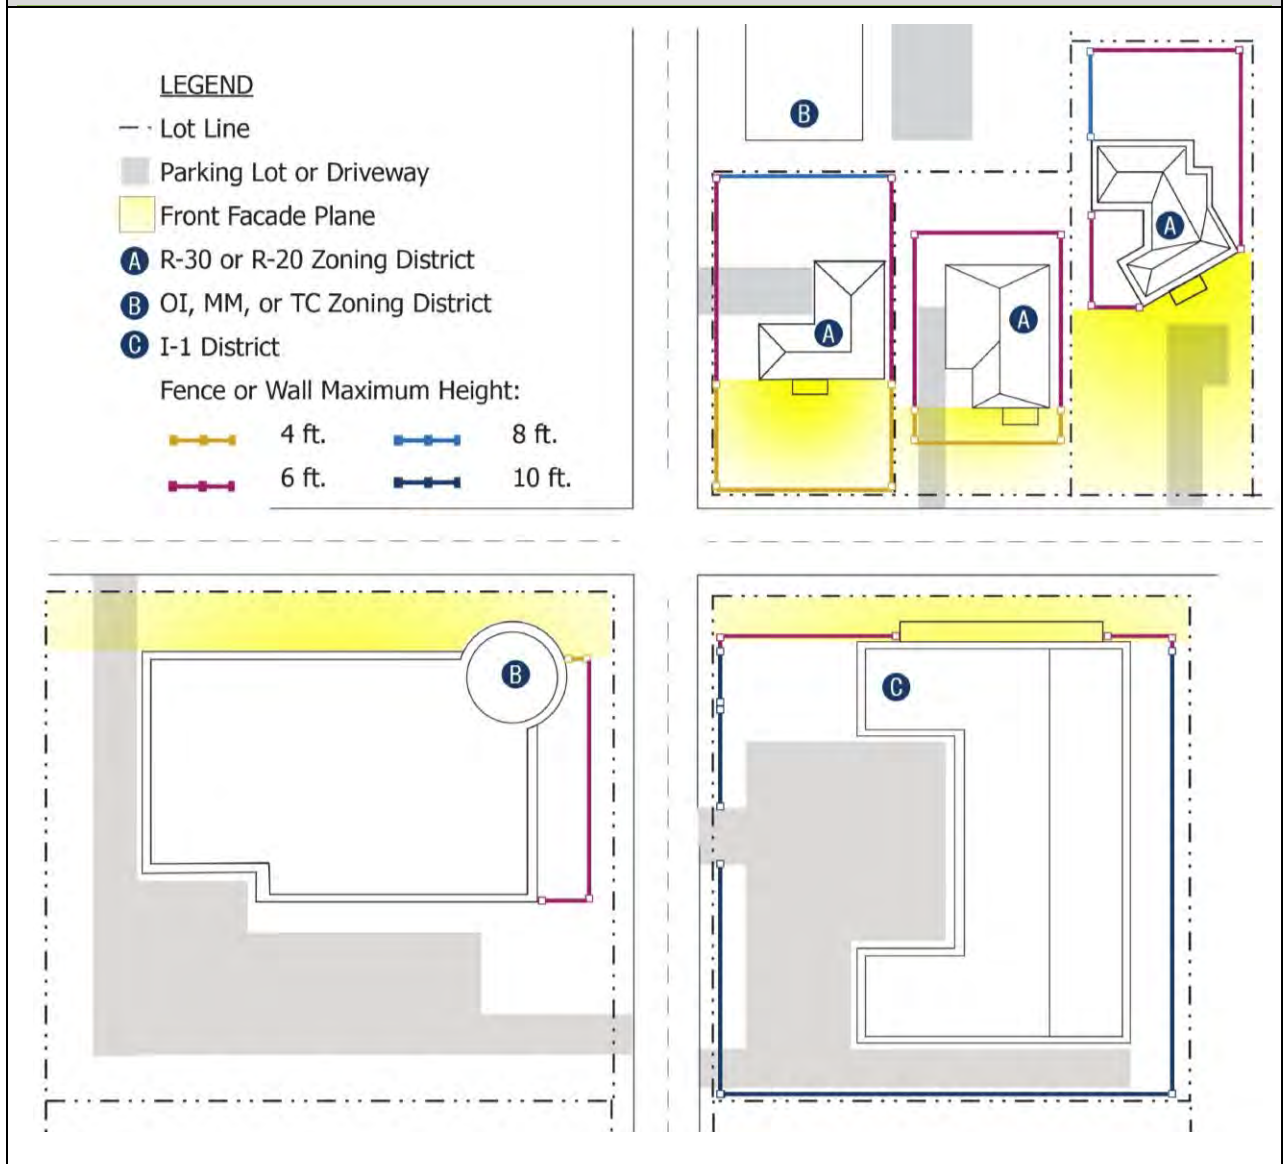 LEGEND
Lot Line
Parking Lot or Driveway
Front Facade Plane
A R-30 or R-20 Zoning District
B OI, MM, or TC Zoning District
C I-1 District
Fence or Wall Maximum Height:
4 ft. 8 ft.
6 ft. 10 ft.
B
A
A
A
B
C